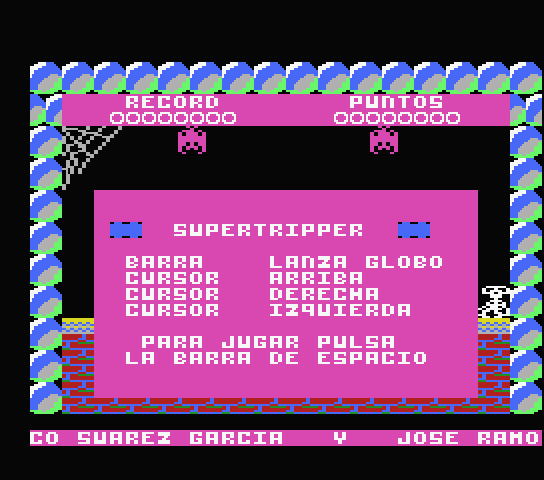 RECORD PUNTOS
00000000 00000000
SUPERTRIPPER
BARRA LANZA GLOBO
CURSOR ARRIBA
CURSOR DERECHA
CURSOR IZQUIERDA
PARA JUGAR PULSA
LA BARRA DE ESPACIO
CO SUAREZ GARCIA Y JOSE RAMO